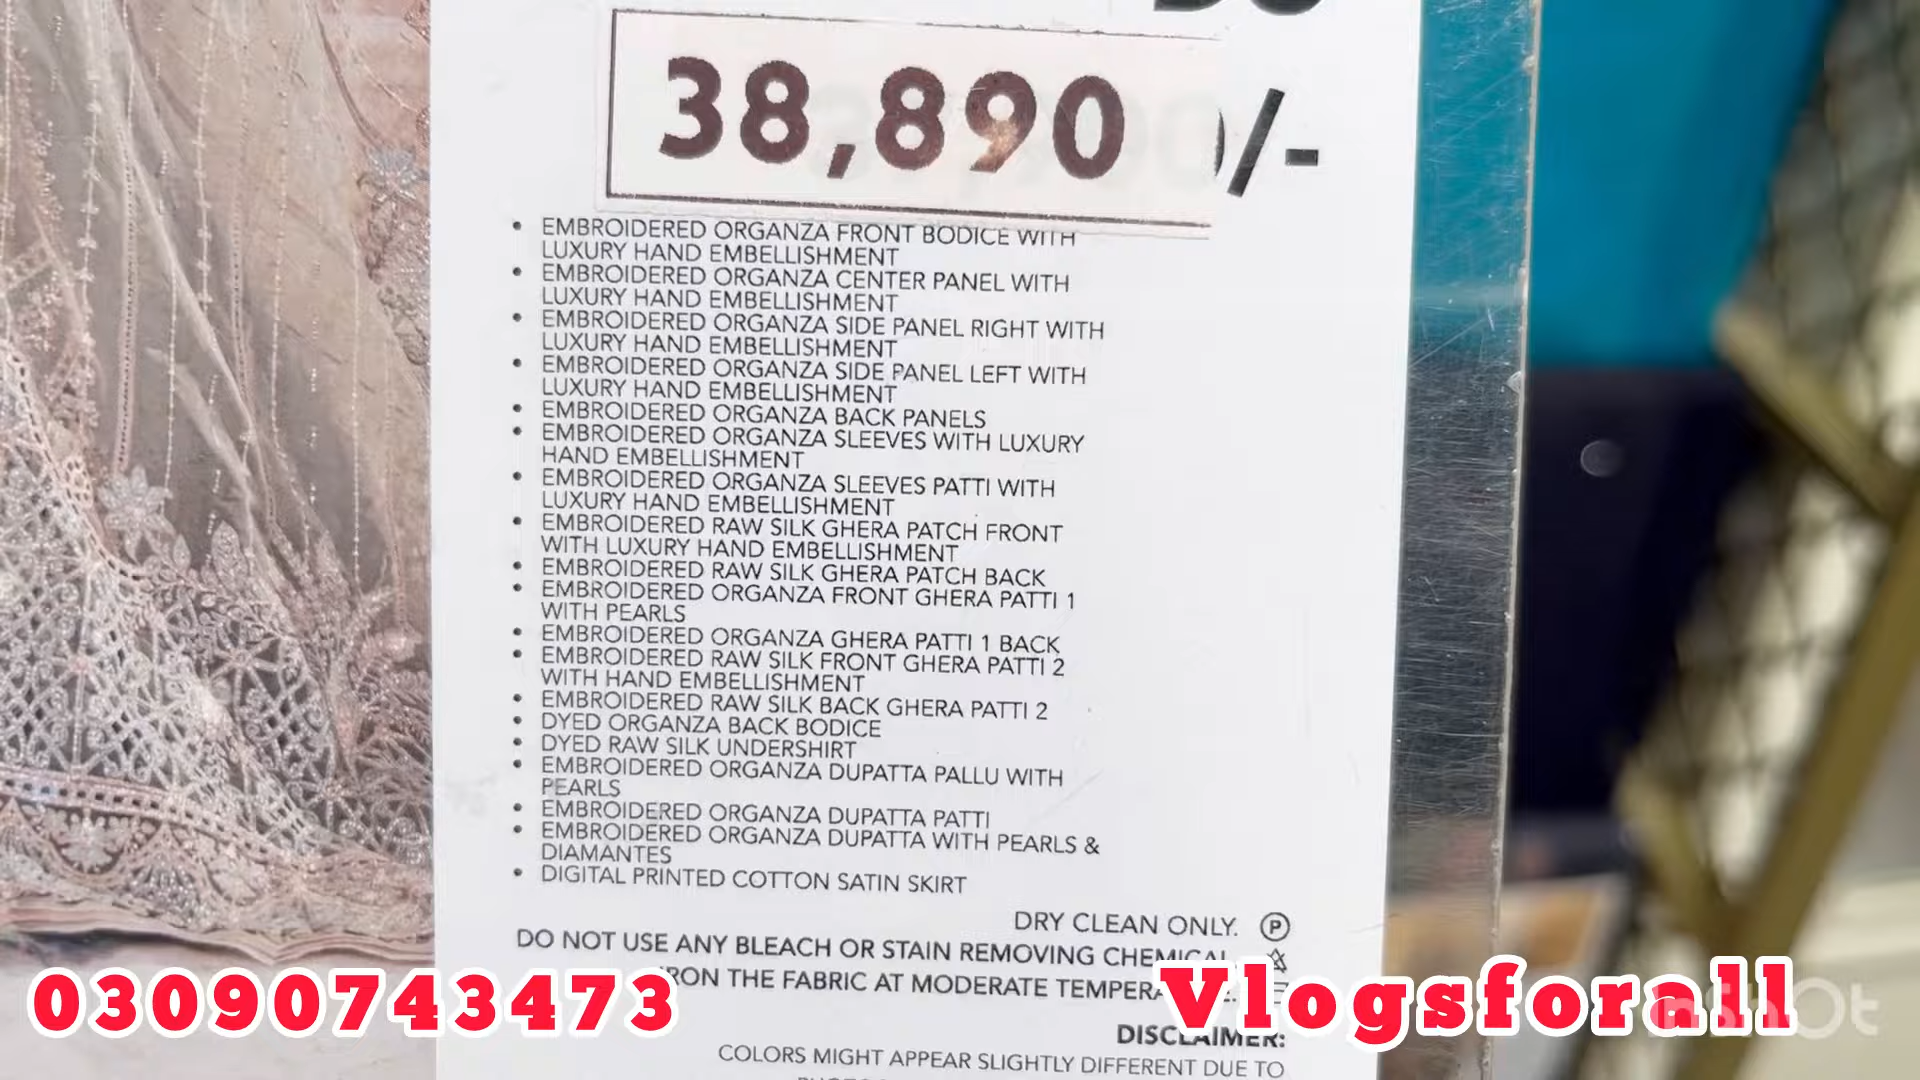 38,890 /-
• EMBROIDERED ORGANZA FRONT BODICE WITH
LUXURY HAND EMBELLISHMENT
• EMBROIDERED ORGANZA CENTER PANEL WITH
LUXURY HAND EMBELLISHMENT
• EMBROIDERED ORGANZA SIDE PANEL RIGHT WITH
LUXURY HAND EMBELLISHMENT
• EMBROIDERED ORGANZA SIDE PANEL LEFT WITH
LUXURY HAND EMBELLISHMENT
• EMBROIDERED ORGANZA BACK PANELS
• EMBROIDERED ORGANZA SLEEVES WITH LUXURY
HAND EMBELLISHMENT
• EMBROIDERED ORGANZA SLEEVES PATTI WITH
LUXURY HAND EMBELLISHMENT
• EMBROIDERED RAW SILK GHERA PATCH FRONT
WITH LUXURY HAND EMBELLISHMENT
• EMBROIDERED RAW SILK GHERA PATCH BACK
• EMBROIDERED ORGANZA FRONT GHERA PATTI 1
WITH PEARLS
• EMBROIDERED ORGANZA GHERA PATTI 1 BACK
• EMBROIDERED RAW SILK FRONT GHERA PATTI 2
WITH HAND EMBELLISHMENT
• EMBROIDERED RAW SILK BACK GHERA PATTI 2
• DYED ORGANZA BACK BODICE
• DYED RAW SILK UNDERSHIRT
• EMBROIDERED ORGANZA DUPATTA PALLU WITH
PEARLS
• EMBROIDERED ORGANZA DUPATTA PATTI
• EMBROIDERED ORGANZA DUPATTA WITH PEARLS &
DIAMANTES
• DIGITAL PRINTED COTTON SATIN SKIRT
DRY CLEAN ONLY. P
DO NOT USE ANY BLEACH OR STAIN REMOVING CHEMICAL
IRON THE FABRIC AT MODERATE
DISCLAIMER:
COLORS MIGHT APPEAR SLIGHTLY DIFFERENT DUE TO
03090743473
Vlogsforall
InShOt